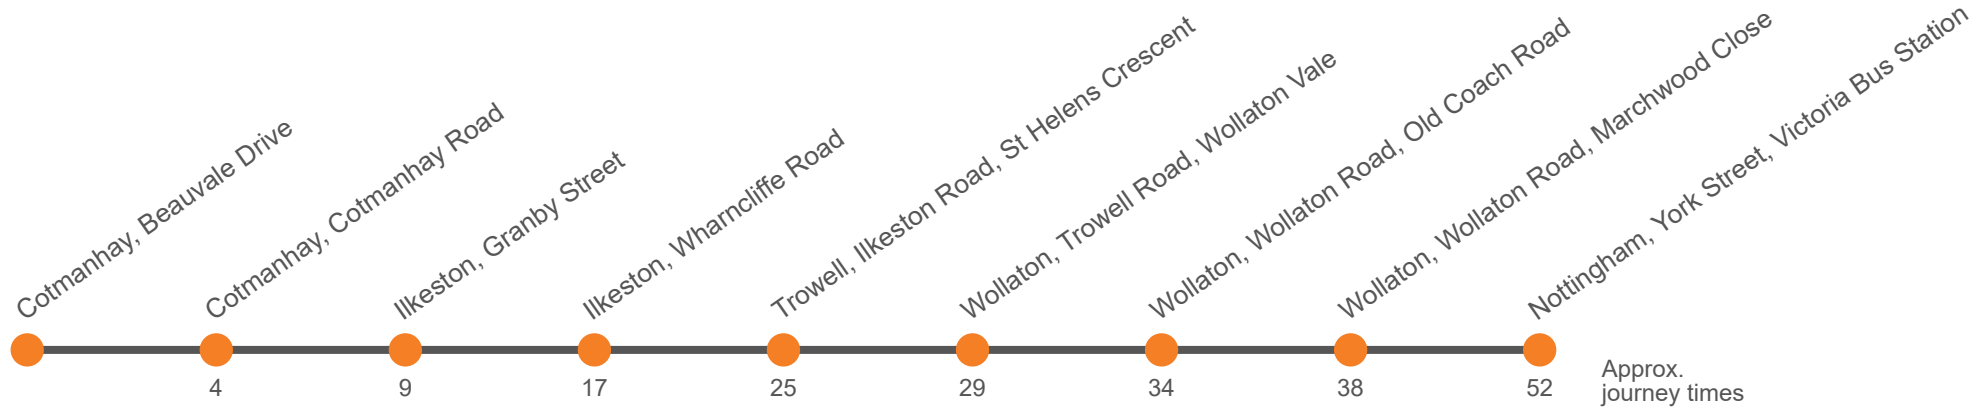 Cotmanhay, Beauvale Drive
Cotmanhay, Cotmanhay Road
Ilkeston, Granby Street
Ilkeston, Wharncliffe Road
Trowell, Ilkeston Road, St Helens Crescent
Wollaton, Trowell Road, Wollaton Vale
Wollaton, Wollaton Road, Old Coach Road
Wollaton, Wollaton Road, Marchwood Close
Nottingham, York Street, Victoria Bus Station
4
9
17
25
29
34
38
52
Approx.
journey times